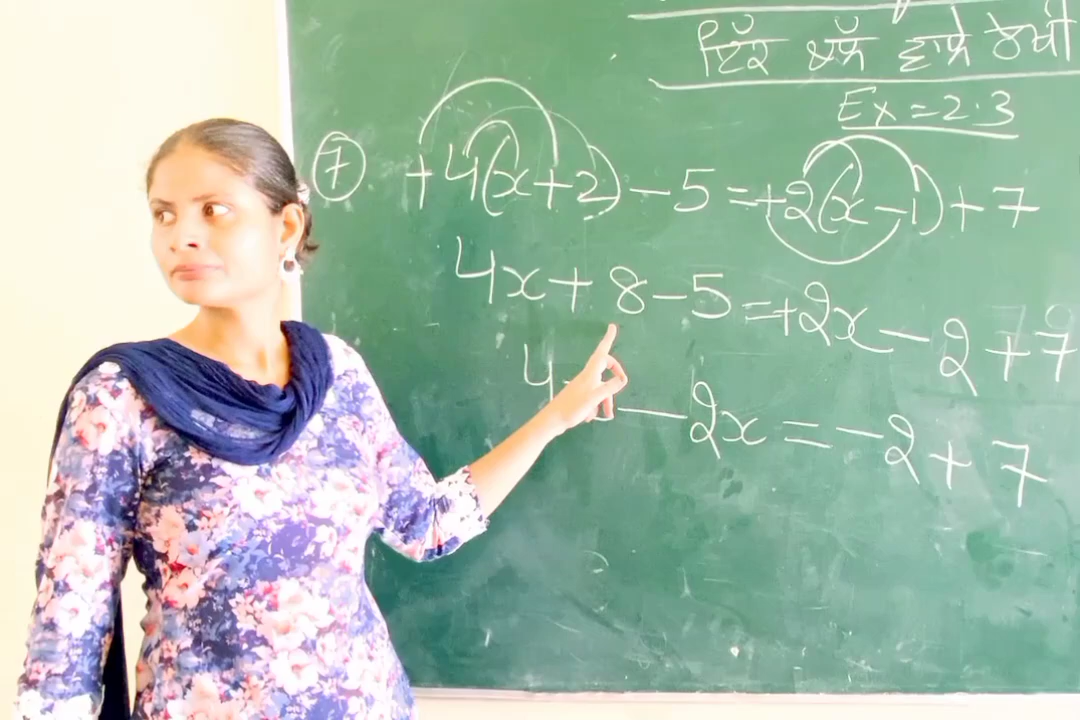 ਇੱਕ ਚੱਲ ਵਾਲੇ ਰੇਖੀ
Ex = 2.3
7 +4(x+2) - 5 = +2(x-1) + 7
4x + 8 - 5 = +2x - 2 + 7
4 - 2x = -2 + 7